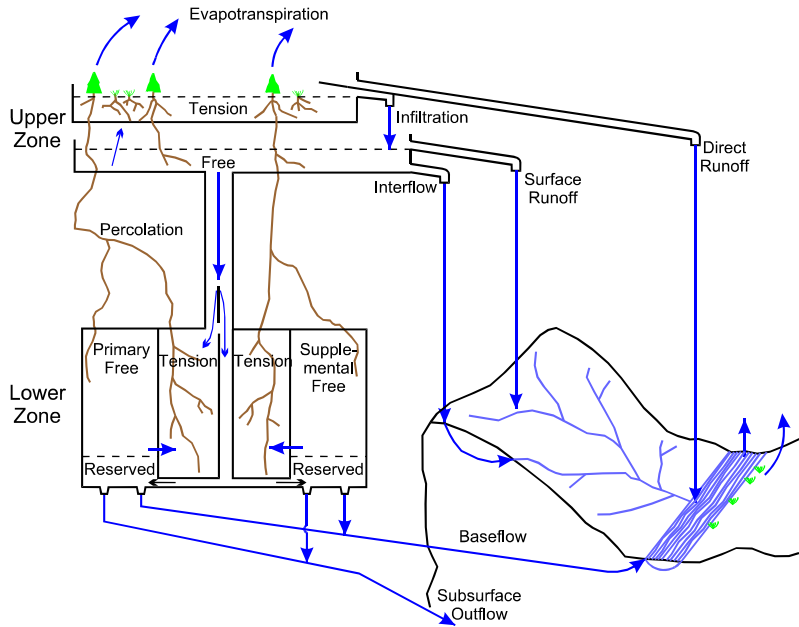 Evapotranspiration
Upper
Zone
Tension
Infiltration
Direct
Runoff
Free
Interflow
Surface
Runoff
Percolation
Lower
Zone
Primary
Free
Tension
Tension
Supple-
mental
Free
Reserved
Reserved
Baseflow
Subsurface
Outflow